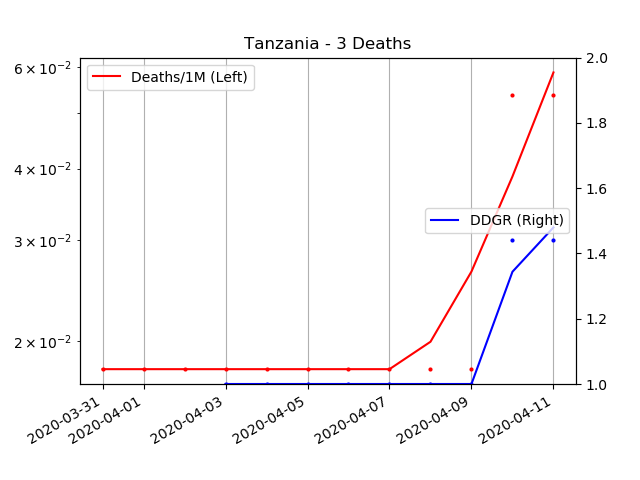 Tanzania - 3 Deaths
Deaths/1M (Left)
DDGR (Right)
6 × 10⁻²
4 × 10⁻²
3 × 10⁻²
2 × 10⁻²
2.0
1.8
1.6
1.4
1.2
1.0
2020-03-31
2020-04-01
2020-04-03
2020-04-05
2020-04-07
2020-04-09
2020-04-11